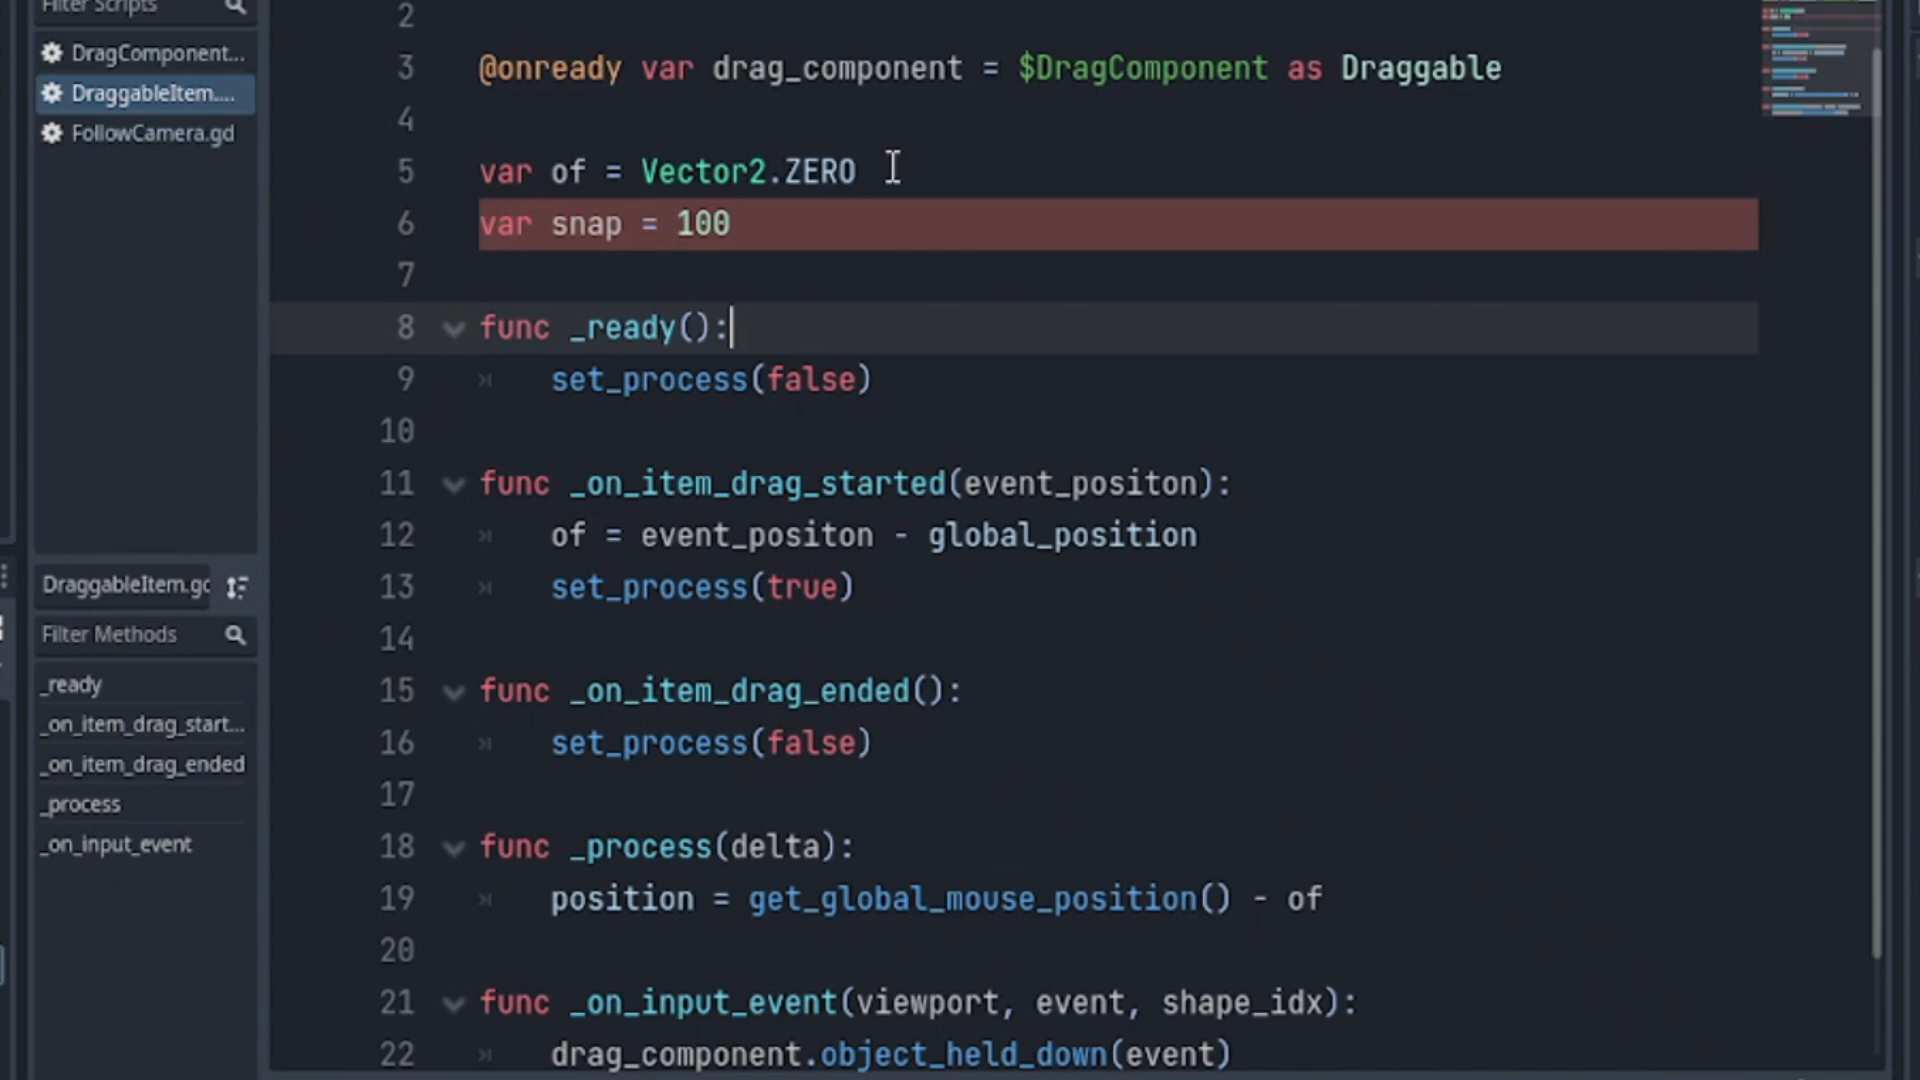 Filter Scripts
DragComponent...
DraggableItem....
FollowCamera.gd
DraggableItem.gd
Filter Methods
_ready
_on_item_drag_start...
_on_item_drag_ended
_process
_on_input_event
2
3 @onready var drag_component = $DragComponent as Draggable
4
5 var of = Vector2.ZERO
6 var snap = 100
7
8 func _ready():
9 set_process(false)
10
11 func _on_item_drag_started(event_positon):
12 of = event_positon - global_position
13 set_process(true)
14
15 func _on_item_drag_ended():
16 set_process(false)
17
18 func _process(delta):
19 position = get_global_mouse_position() - of
20
21 func _on_input_event(viewport, event, shape_idx):
22 drag_component.object_held_down(event)